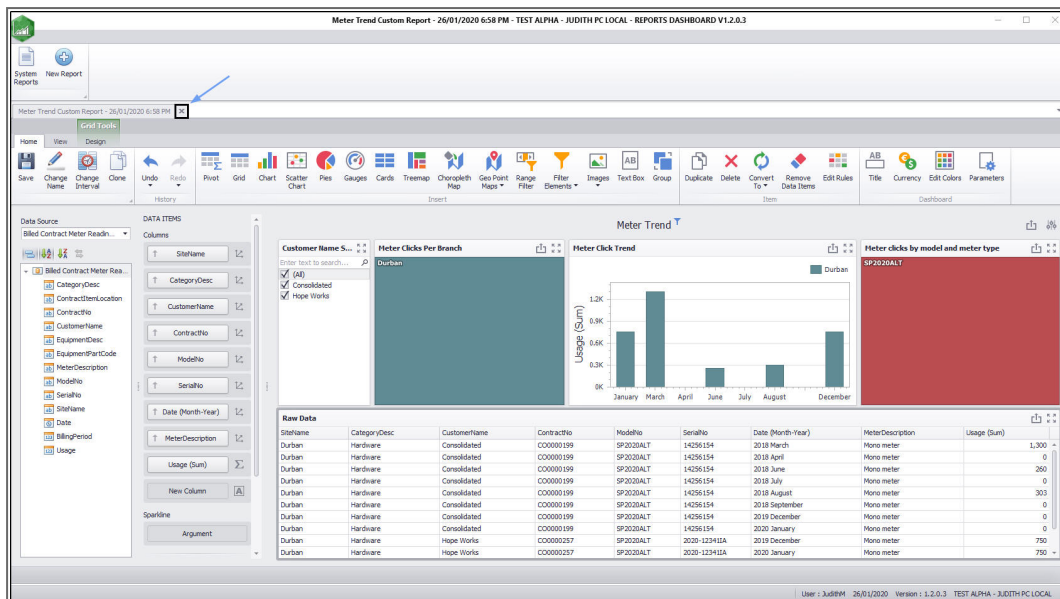 Meter Trend Custom Report - 26/01/2020 6:58 PM - TEST ALPHA - JUDITH PC LOCAL - REPORTS DASHBOARD V1.2.0.3
System Reports
New Report
Meter Trend Custom Report - 26/01/2020 6:58 PM
Grid Tools
Home View Design
Save Change Name Change Interval Clone Undo Redo Pivot Grid Chart Scatter Chart Pies Gauges Cards Treemap Choropleth Map Geo Point Maps Range Filter Filter Elements Images Text Box Group Duplicate Delete Convert To Remove Data Items Edit Rules Title Currency Edit Colors Parameters
History Insert Item Dashboard
Data Source
Billed Contract Meter Readin...
Billed Contract Meter Rea...
CategoryDesc
ContractItemLocation
ContractNo
CustomerName
EquipmentDesc
EquipmentPartCode
MeterDescription
ModelNo
SerialNo
SiteName
Date
BillingPeriod
Usage
DATA ITEMS
Columns
SiteName
CategoryDesc
CustomerName
ContractNo
ModelNo
SerialNo
Date (Month-Year)
MeterDescription
Usage (Sum)
New Column
Sparkline
Argument
Meter Trend
Customer Name S...
Enter text to search...
(All)
Consolidated
Hope Works
Meter Clicks Per Branch
Durban
Meter Click Trend
Durban
Usage (Sum)
1.2K
0.9K
0.6K
0.3K
0K
January March April June July August December
Meter clicks by model and meter type
SP2020ALT
Raw Data
SiteName CategoryDesc CustomerName ContractNo ModelNo SerialNo Date (Month-Year) MeterDescription Usage (Sum)
Durban Hardware Consolidated CO0000199 SP2020ALT 14256154 2018 March Mono meter 1,300
Durban Hardware Consolidated CO0000199 SP2020ALT 14256154 2018 April Mono meter 0
Durban Hardware Consolidated CO0000199 SP2020ALT 14256154 2018 June Mono meter 260
Durban Hardware Consolidated CO0000199 SP2020ALT 14256154 2018 July Mono meter 0
Durban Hardware Consolidated CO0000199 SP2020ALT 14256154 2018 August Mono meter 303
Durban Hardware Consolidated CO0000199 SP2020ALT 14256154 2018 September Mono meter 0
Durban Hardware Consolidated CO0000199 SP2020ALT 14256154 2019 December Mono meter 0
Durban Hardware Consolidated CO0000199 SP2020ALT 14256154 2020 January Mono meter 0
Durban Hardware Hope Works CO0000257 SP2020ALT 2020-12341IA 2019 December Mono meter 750
Durban Hardware Hope Works CO0000257 SP2020ALT 2020-12341IA 2020 January Mono meter 750
User : JudithM 26/01/2020 Version : 1.2.0.3 TEST ALPHA - JUDITH PC LOCAL